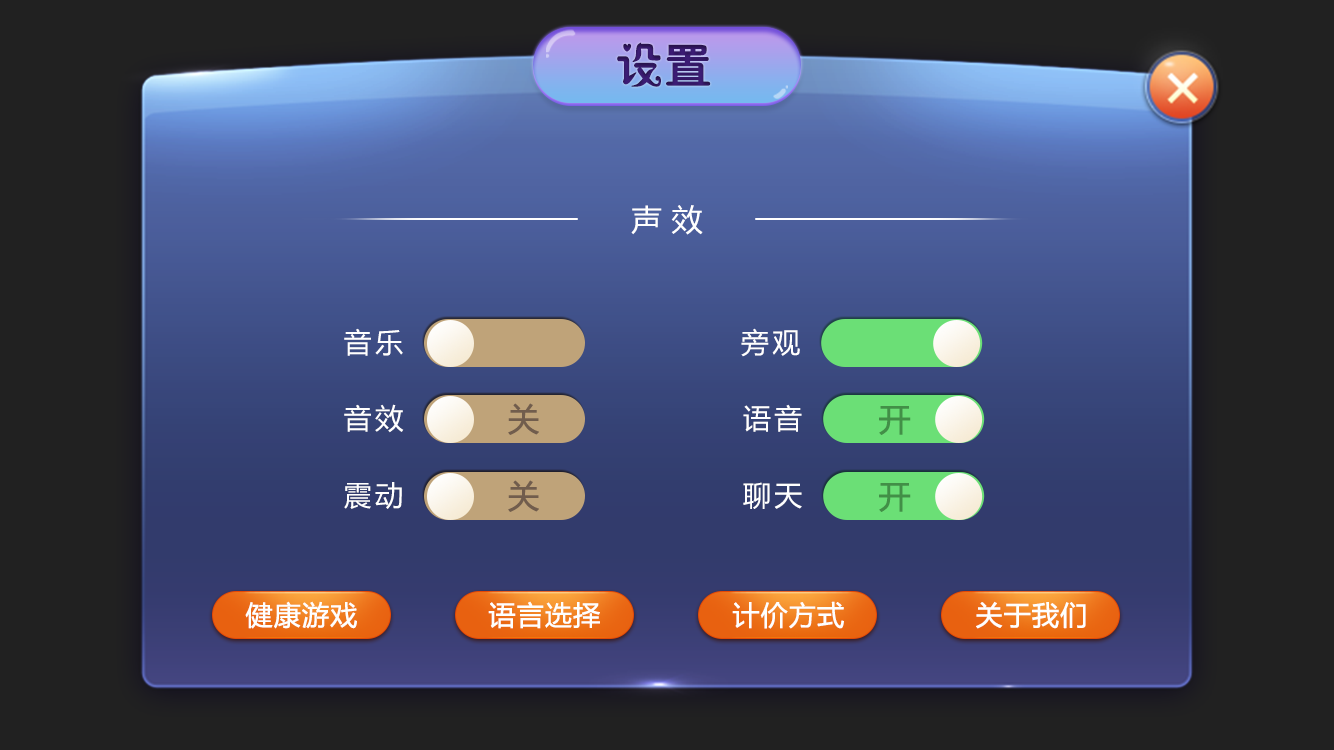 设置
声效
音乐
旁观
音效 关
语音 开
震动 关
聊天 开
健康游戏
语言选择
计价方式
关于我们